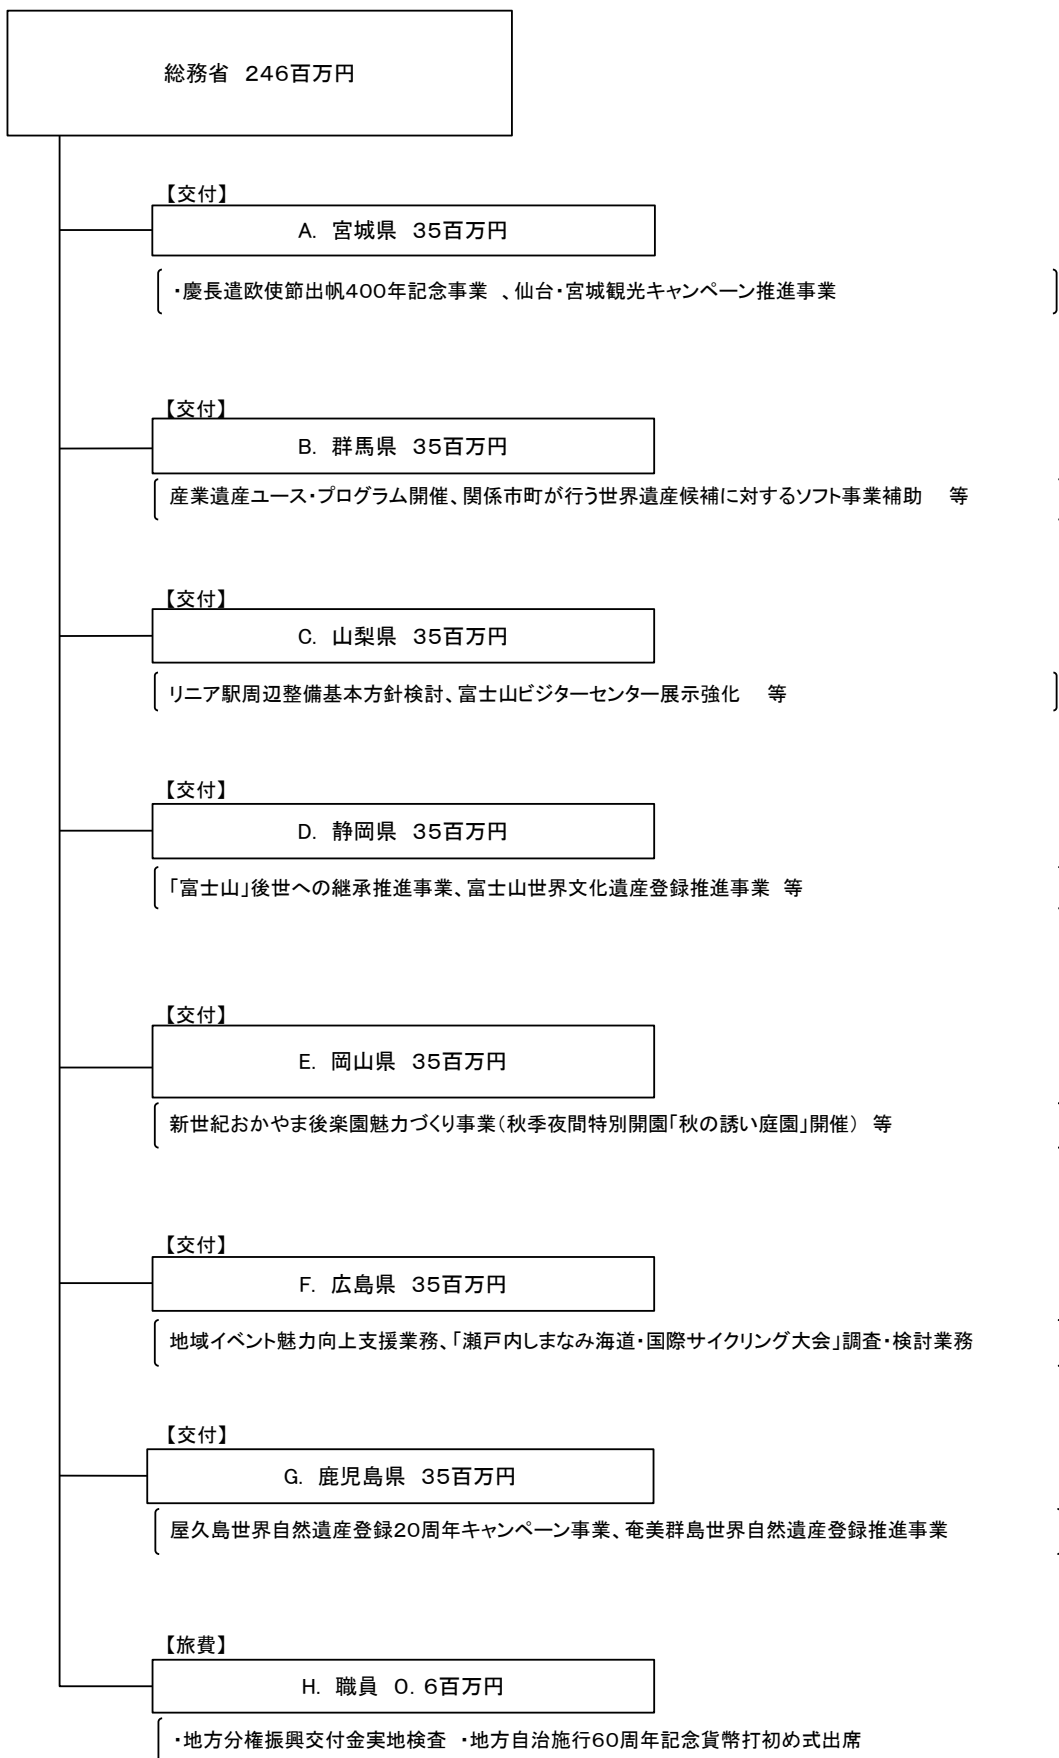 総務省 246百万円
【交付】
A. 宮城県 35百万円
・慶長遣欧使節出帆400年記念事業 、仙台・宮城観光キャンペーン推進事業
【交付】
B. 群馬県 35百万円
産業遺産ユース・プログラム開催、関係市町が行う世界遺産候補に対するソフト事業補助 等
【交付】
C. 山梨県 35百万円
リニア駅周辺整備基本方針検討、富士山ビジターセンター展示強化 等
【交付】
D. 静岡県 35百万円
「富士山」後世への継承推進事業、富士山世界文化遺産登録推進事業 等
【交付】
E. 岡山県 35百万円
新世紀おかやま後楽園魅力づくり事業(秋季夜間特別開園「秋の誘い庭園」開催) 等
【交付】
F. 広島県 35百万円
地域イベント魅力向上支援業務、「瀬戸内しまなみ海道・国際サイクリング大会」調査・検討業務
【交付】
G. 鹿児島県 35百万円
屋久島世界自然遺産登録20周年キャンペーン事業、奄美群島世界自然遺産登録推進事業
【旅費】
H. 職員 0.6百万円
・地方分権振興交付金実地検査 ・地方自治施行60周年記念貨幣打初め式出席